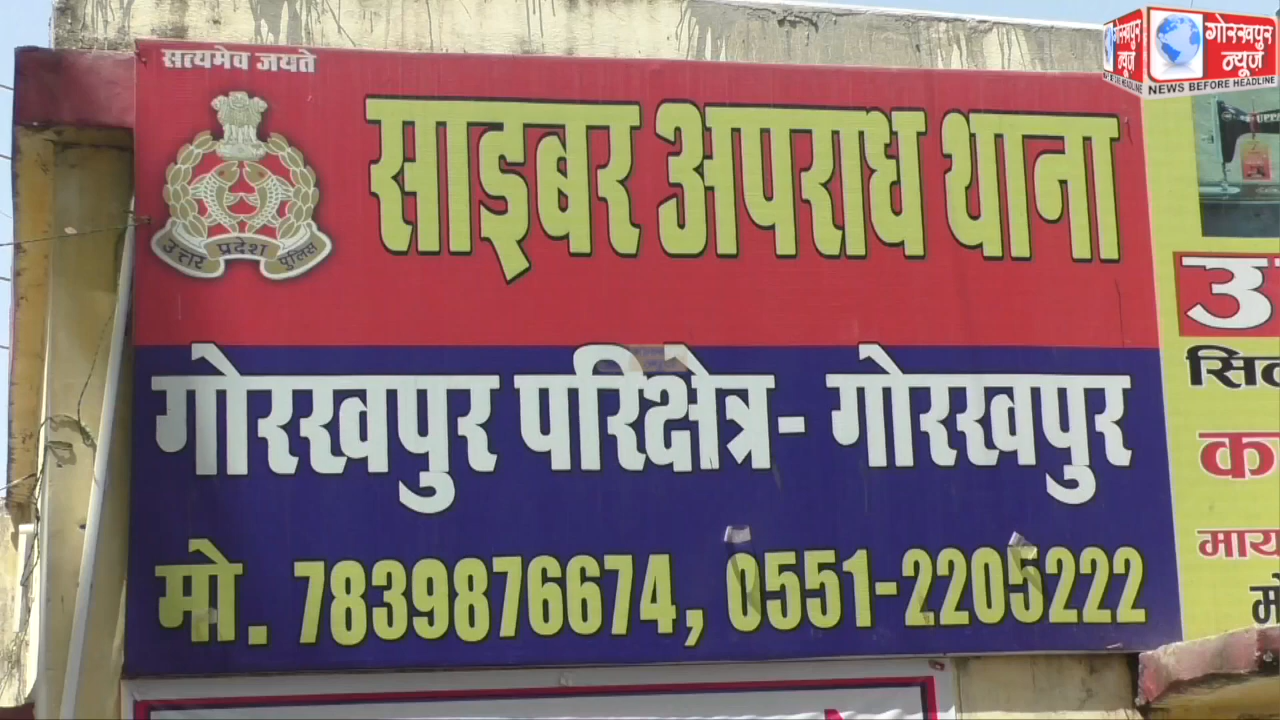 सत्यमेव जयते
साइबर अपराध थाना
उत्तर प्रदेश पुलिस
गोरखपुर परिक्षेत्र- गोरखपुर
मो. 7839876674, 0551-2205222
गोरखपुर
न्यूज़
NEWS BEFORE HEADLINE